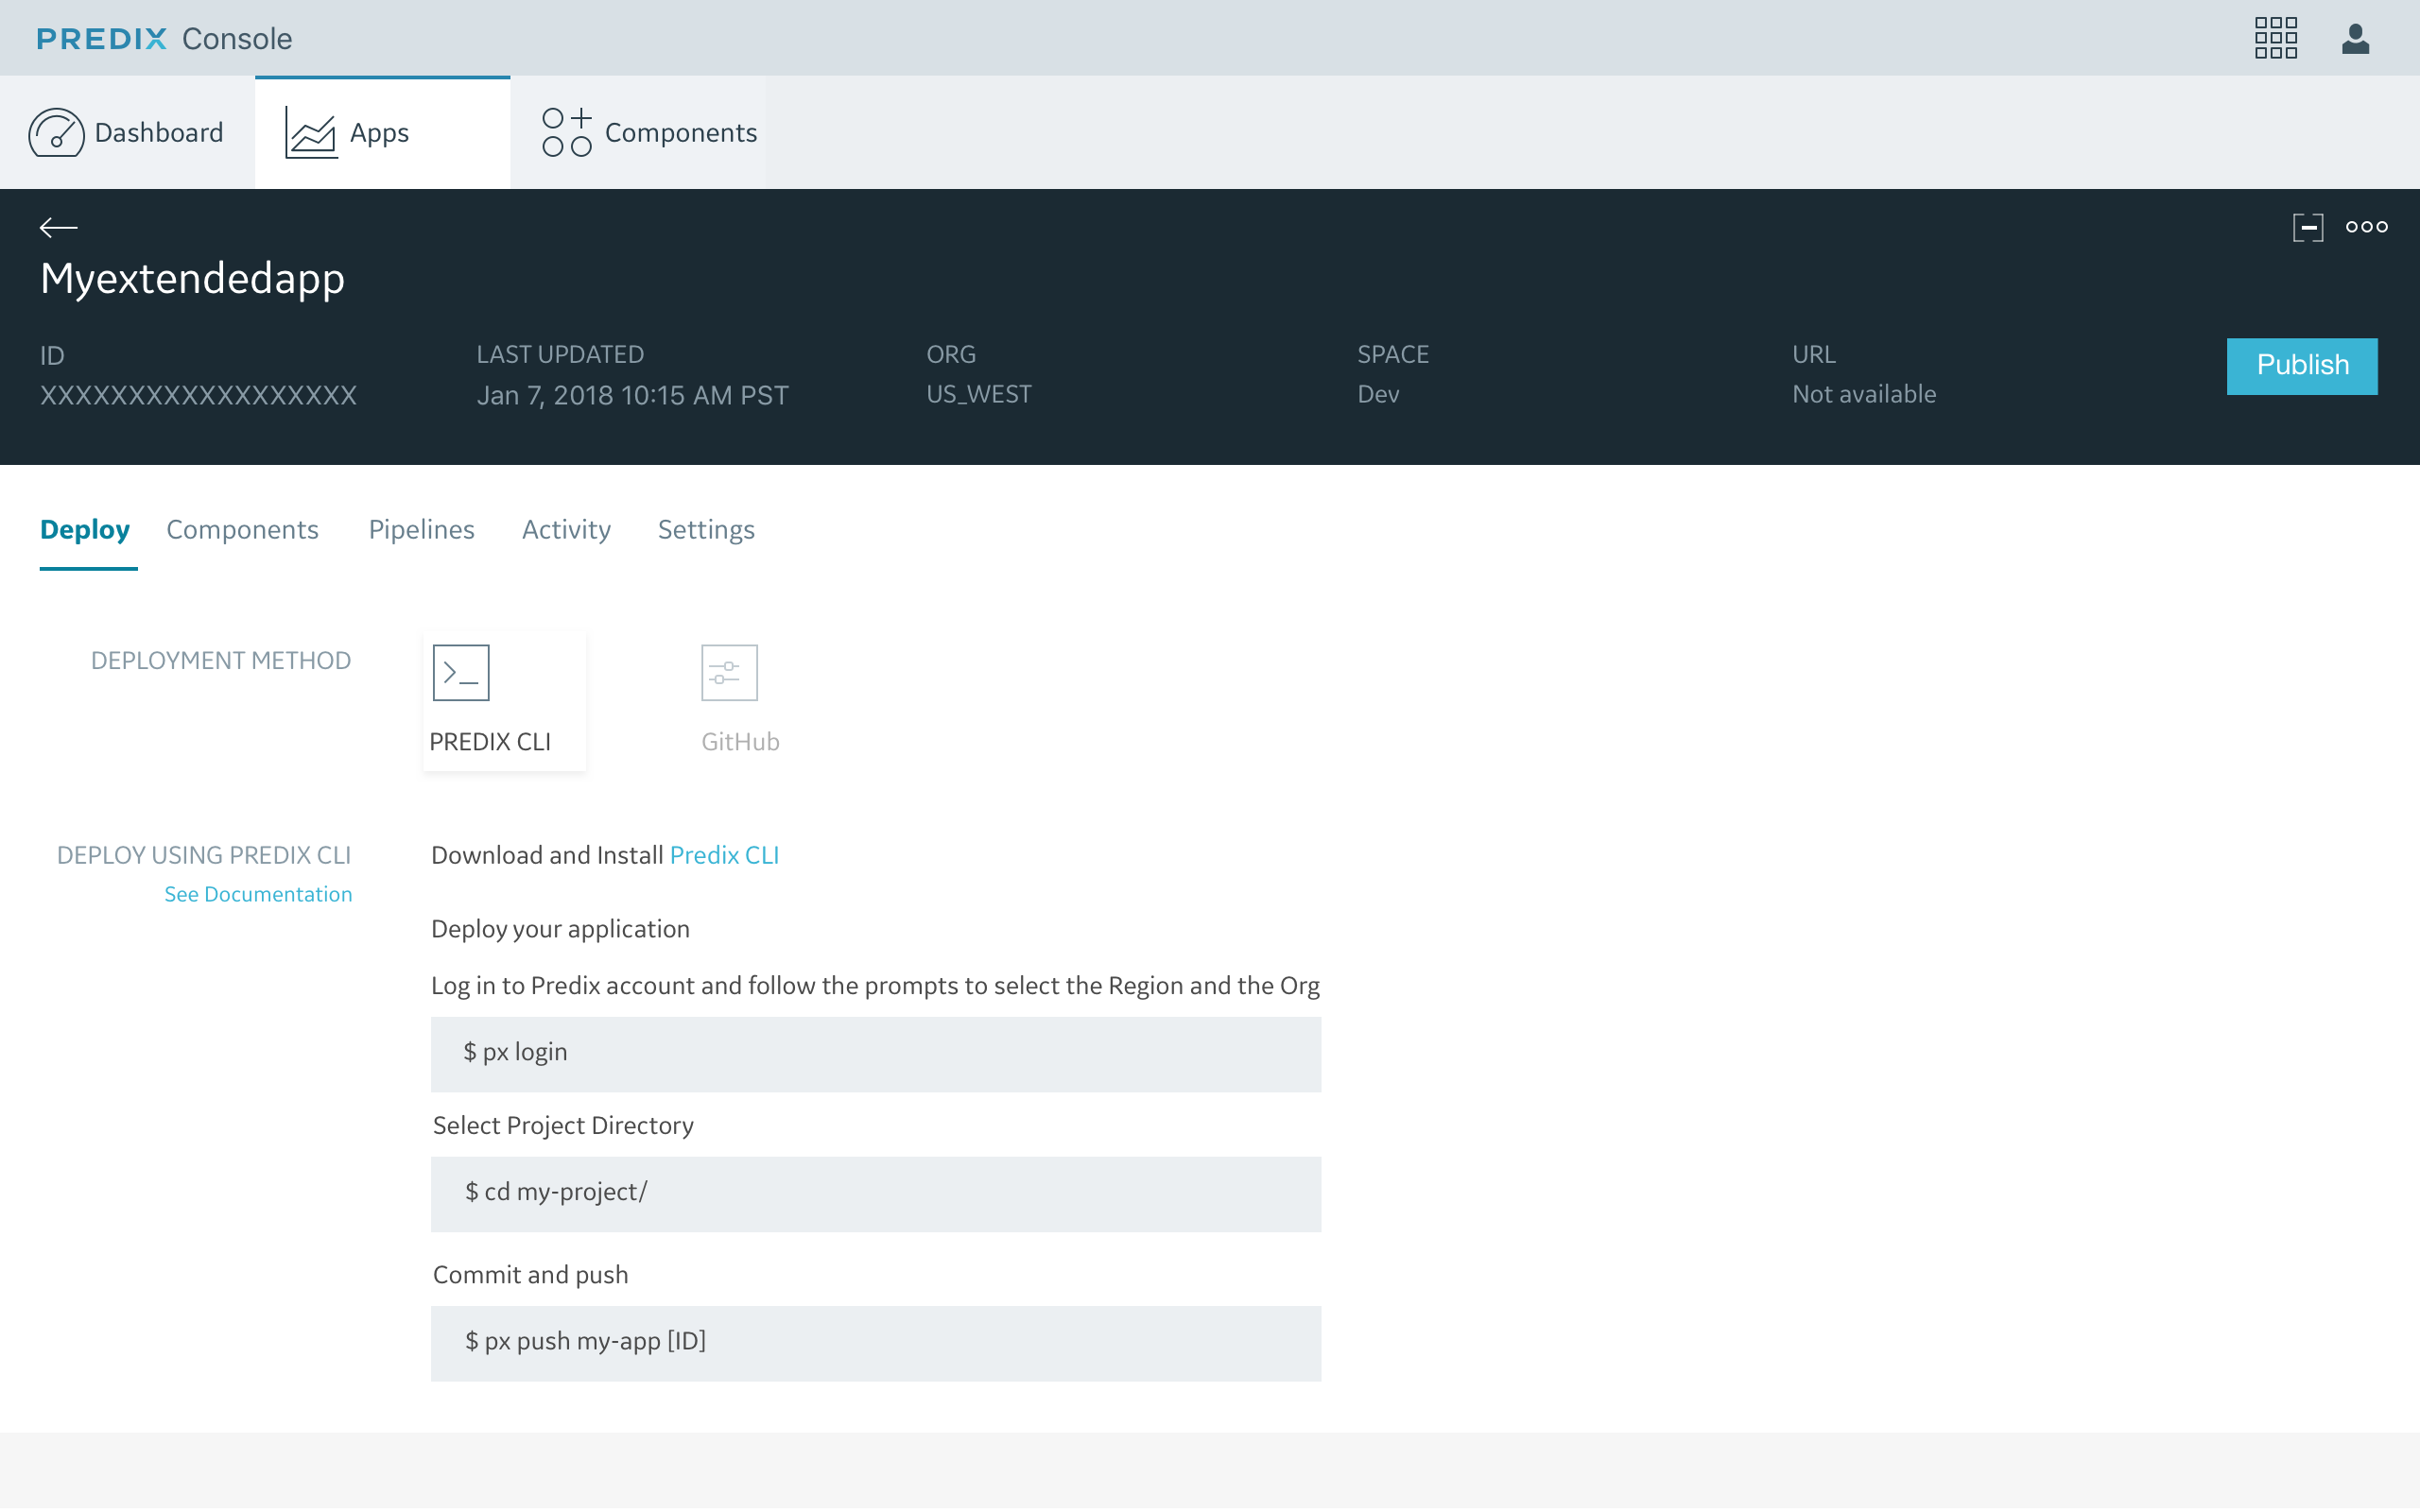 PREDIX Console
Dashboard
Apps
Components
Myextendedapp
ID
XXXXXXXXXXXXXXXXXX
LAST UPDATED
Jan 7, 2018 10:15 AM PST
ORG
US_WEST
SPACE
Dev
URL
Not available
Publish
Deploy
Components
Pipelines
Activity
Settings
DEPLOYMENT METHOD
PREDIX CLI
GitHub
DEPLOY USING PREDIX CLI
See Documentation
Download and Install Predix CLI
Deploy your application
Log in to Predix account and follow the prompts to select the Region and the Org
$ px login
Select Project Directory
$ cd my-project/
Commit and push
$ px push my-app [ID]